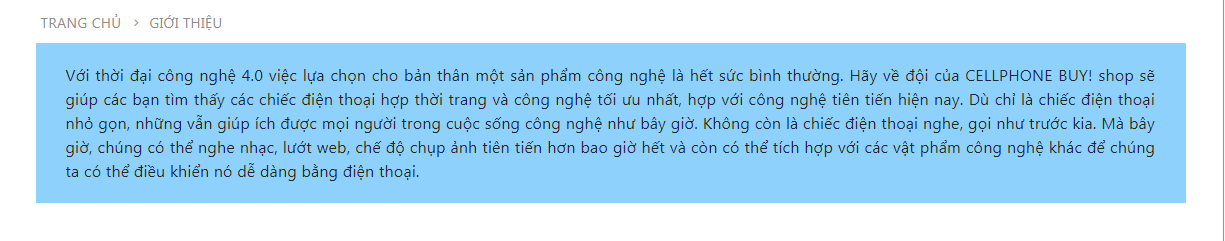 TRANG CHỦ > GIỚI THIỆU
Với thời đại công nghệ 4.0 việc lựa chọn cho bản thân một sản phẩm công nghệ là hết sức bình thường. Hãy về đội của CELLPHONE BUY! shop sẽ
giúp các bạn tìm thấy các chiếc điện thoại hợp thời trang và công nghệ tối ưu nhất, hợp với công nghệ tiên tiến hiện nay. Dù chỉ là chiếc điện thoại
nhỏ gọn, những vẫn giúp ích được mọi người trong cuộc sống công nghệ như bây giờ. Không còn là chiếc điện thoại nghe, gọi như trước kia. Mà bây
giờ, chúng có thể nghe nhạc, lướt web, chế độ chụp ảnh tiên tiến hơn bao giờ hết và còn có thể tích hợp với các vật phẩm công nghệ khác để chúng
ta có thể điều khiển nó dễ dàng bằng điện thoại.